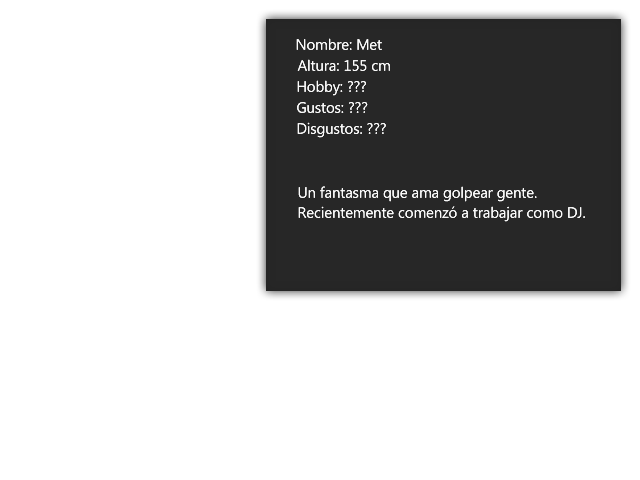 Nombre: Met
Altura: 155 cm
Hobby: ???
Gustos: ???
Disgustos: ???
Un fantasma que ama golpear gente.
Recientemente comenzó a trabajar como DJ.